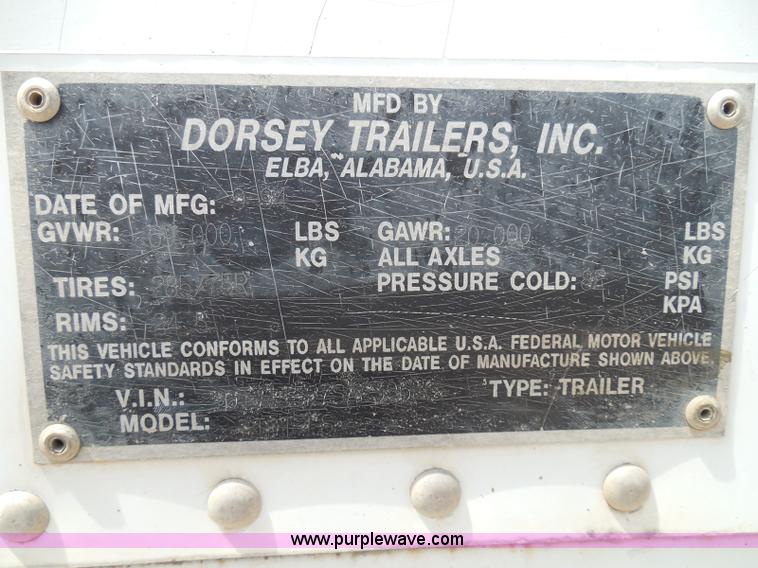 MFD BY
DORSEY TRAILERS, INC.
ELBA, ALABAMA, U.S.A.
DATE OF MFG:
GVWR: LBS GAWR: LBS
KG ALL AXLES KG
TIRES: PRESSURE COLD: PSI
KPA
RIMS:
THIS VEHICLE CONFORMS TO ALL APPLICABLE U.S.A. FEDERAL MOTOR VEHICLE
SAFETY STANDARDS IN EFFECT ON THE DATE OF MANUFACTURE SHOWN ABOVE.
V.I.N.: TYPE: TRAILER
MODEL:
www.purplewave.com